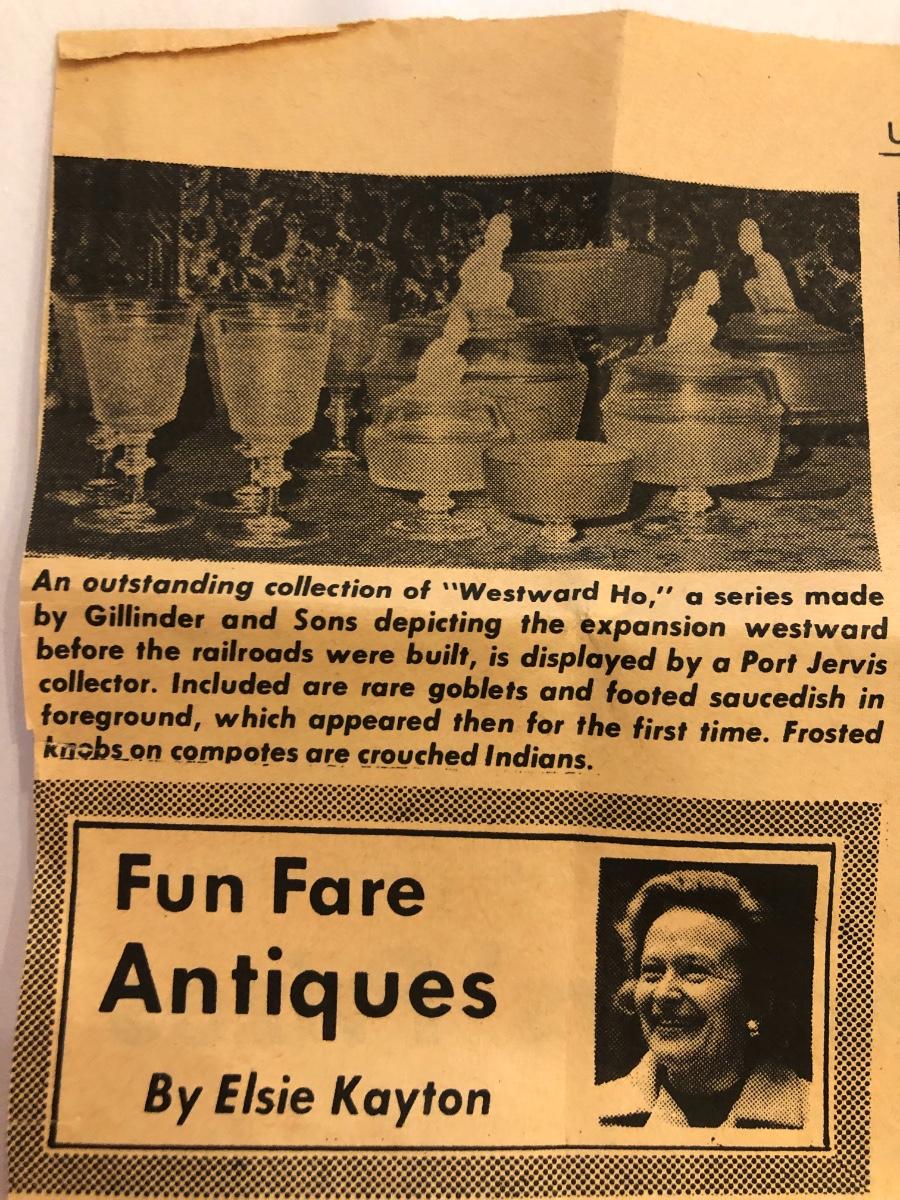 An outstanding collection of "Westward Ho," a series made
by Gillinder and Sons depicting the expansion westward
before the railroads were built, is displayed by a Port Jervis
collector. Included are rare goblets and footed saucedish in
foreground, which appeared then for the first time. Frosted
knobs on compotes are crouched Indians.
Fun Fare
Antiques
By Elsie Kayton